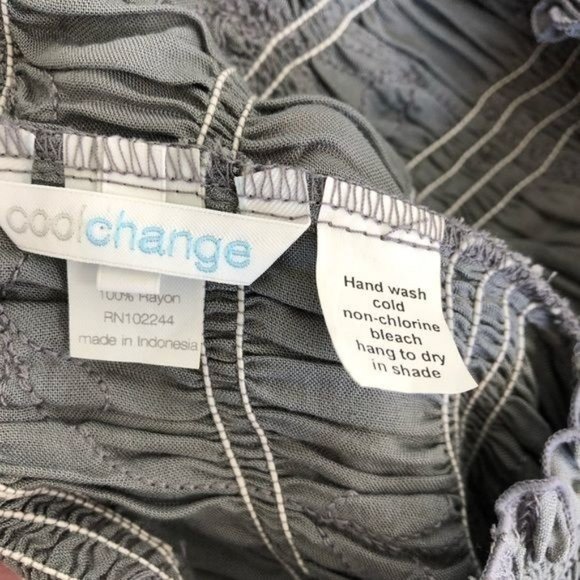 coolchange
100% Rayon
RN102244
made in Indonesia
Hand wash
cold
non-chlorine
bleach
hang to dry
in shade